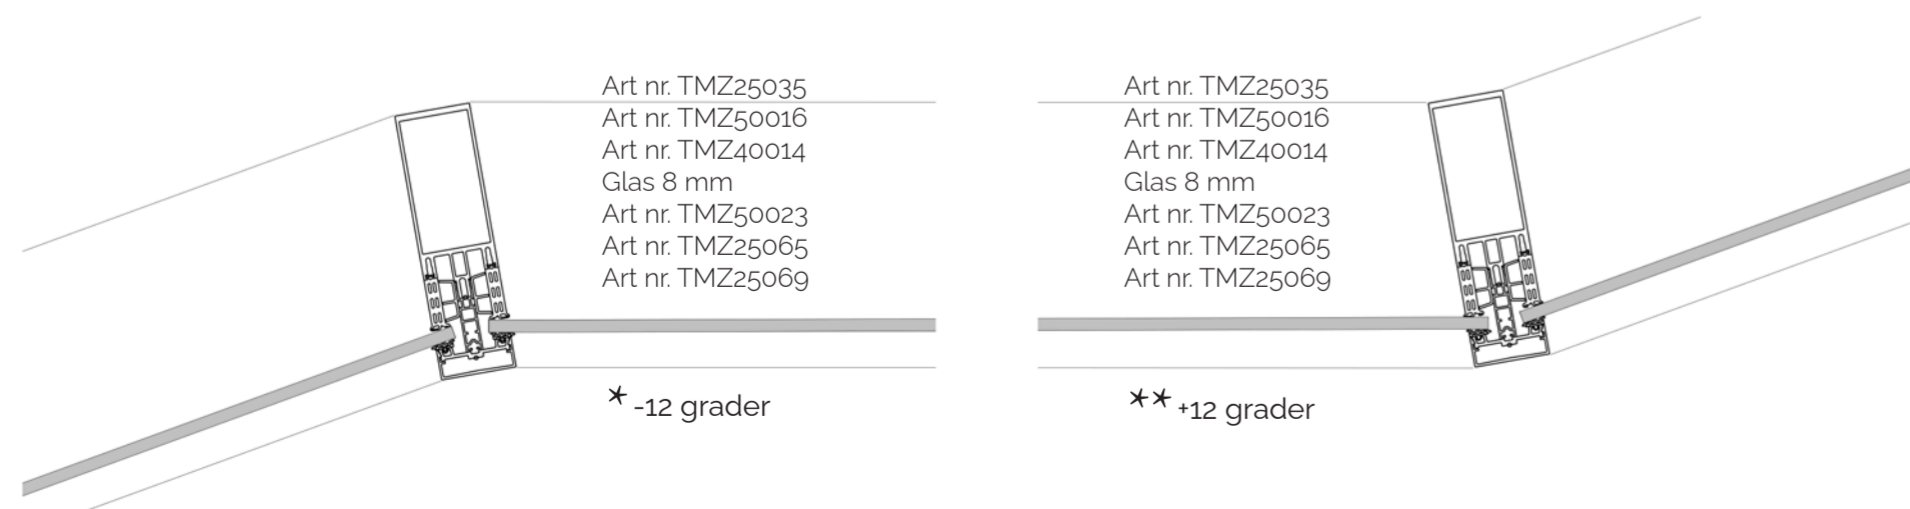 Art nr. TMZ25035
Art nr. TMZ50016
Art nr. TMZ40014
Glas 8 mm
Art nr. TMZ50023
Art nr. TMZ25065
Art nr. TMZ25069
* -12 grader
Art nr. TMZ25035
Art nr. TMZ50016
Art nr. TMZ40014
Glas 8 mm
Art nr. TMZ50023
Art nr. TMZ25065
Art nr. TMZ25069
** +12 grader